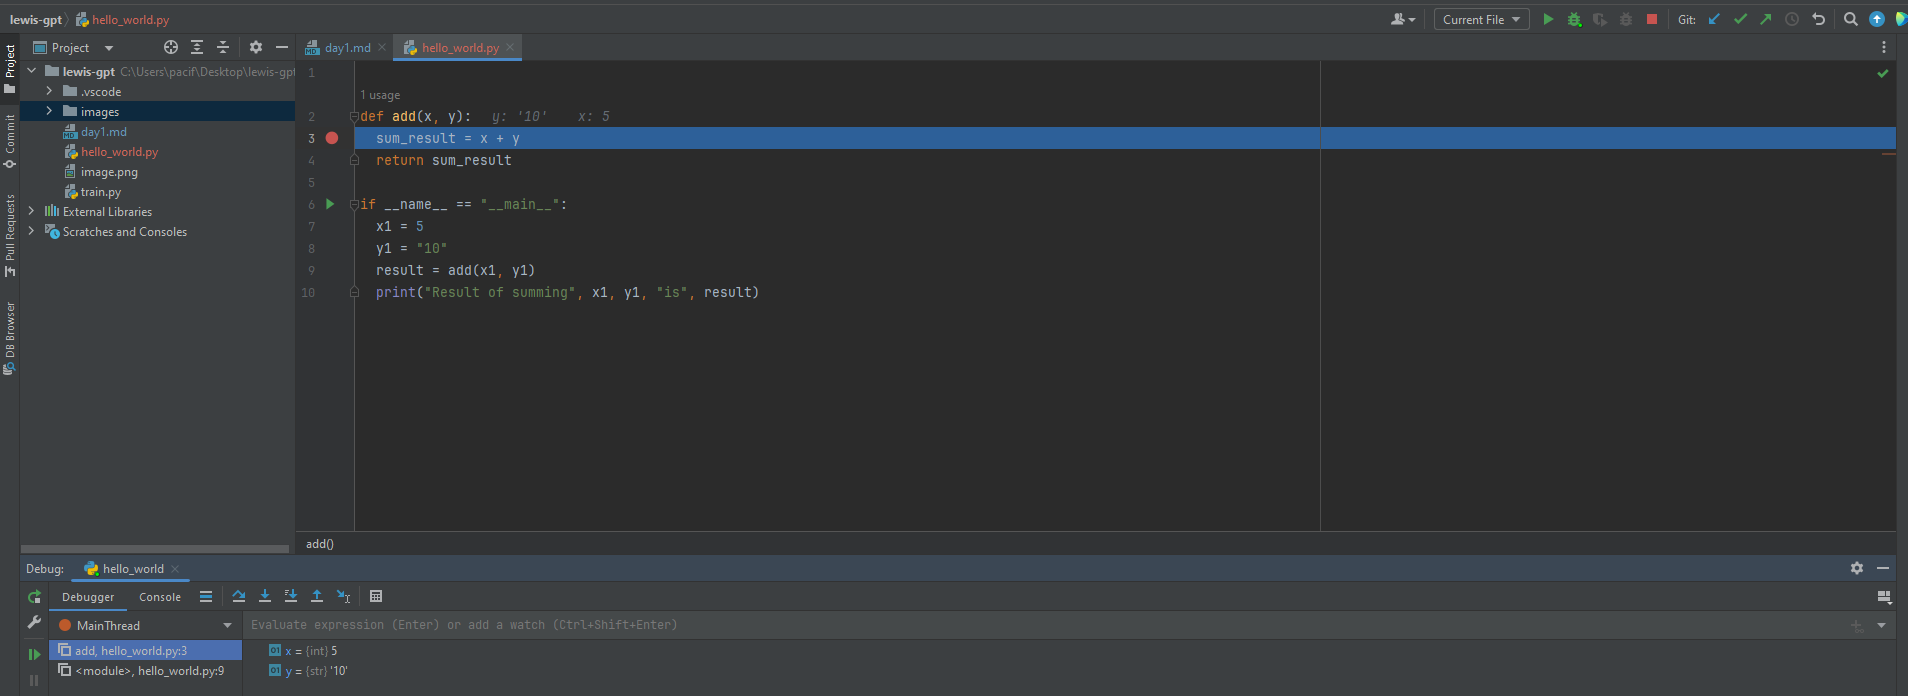 lewis-gpt hello_world.py
Current File
Git:
Project
day1.md
hello_world.py
lewis-gpt C:\Users\pacif\Desktop\lewis-gpt
.vscode
images
day1.md
hello_world.py
image.png
train.py
External Libraries
Scratches and Consoles
Project
Commit
Pull Requests
DB Browser
1
1 usage
2 def add(x, y): y: '10' x: 5
3 sum_result = x + y
4 return sum_result
5
6 if __name__ == "__main__":
7 x1 = 5
8 y1 = "10"
9 result = add(x1, y1)
10 print("Result of summing", x1, y1, "is", result)
add()
Debug: hello_world
Debugger Console
MainThread
Evaluate expression (Enter) or add a watch (Ctrl+Shift+Enter)
add, hello_world.py:3
<module>, hello_world.py:9
01 x = {int} 5
01 y = {str} '10'